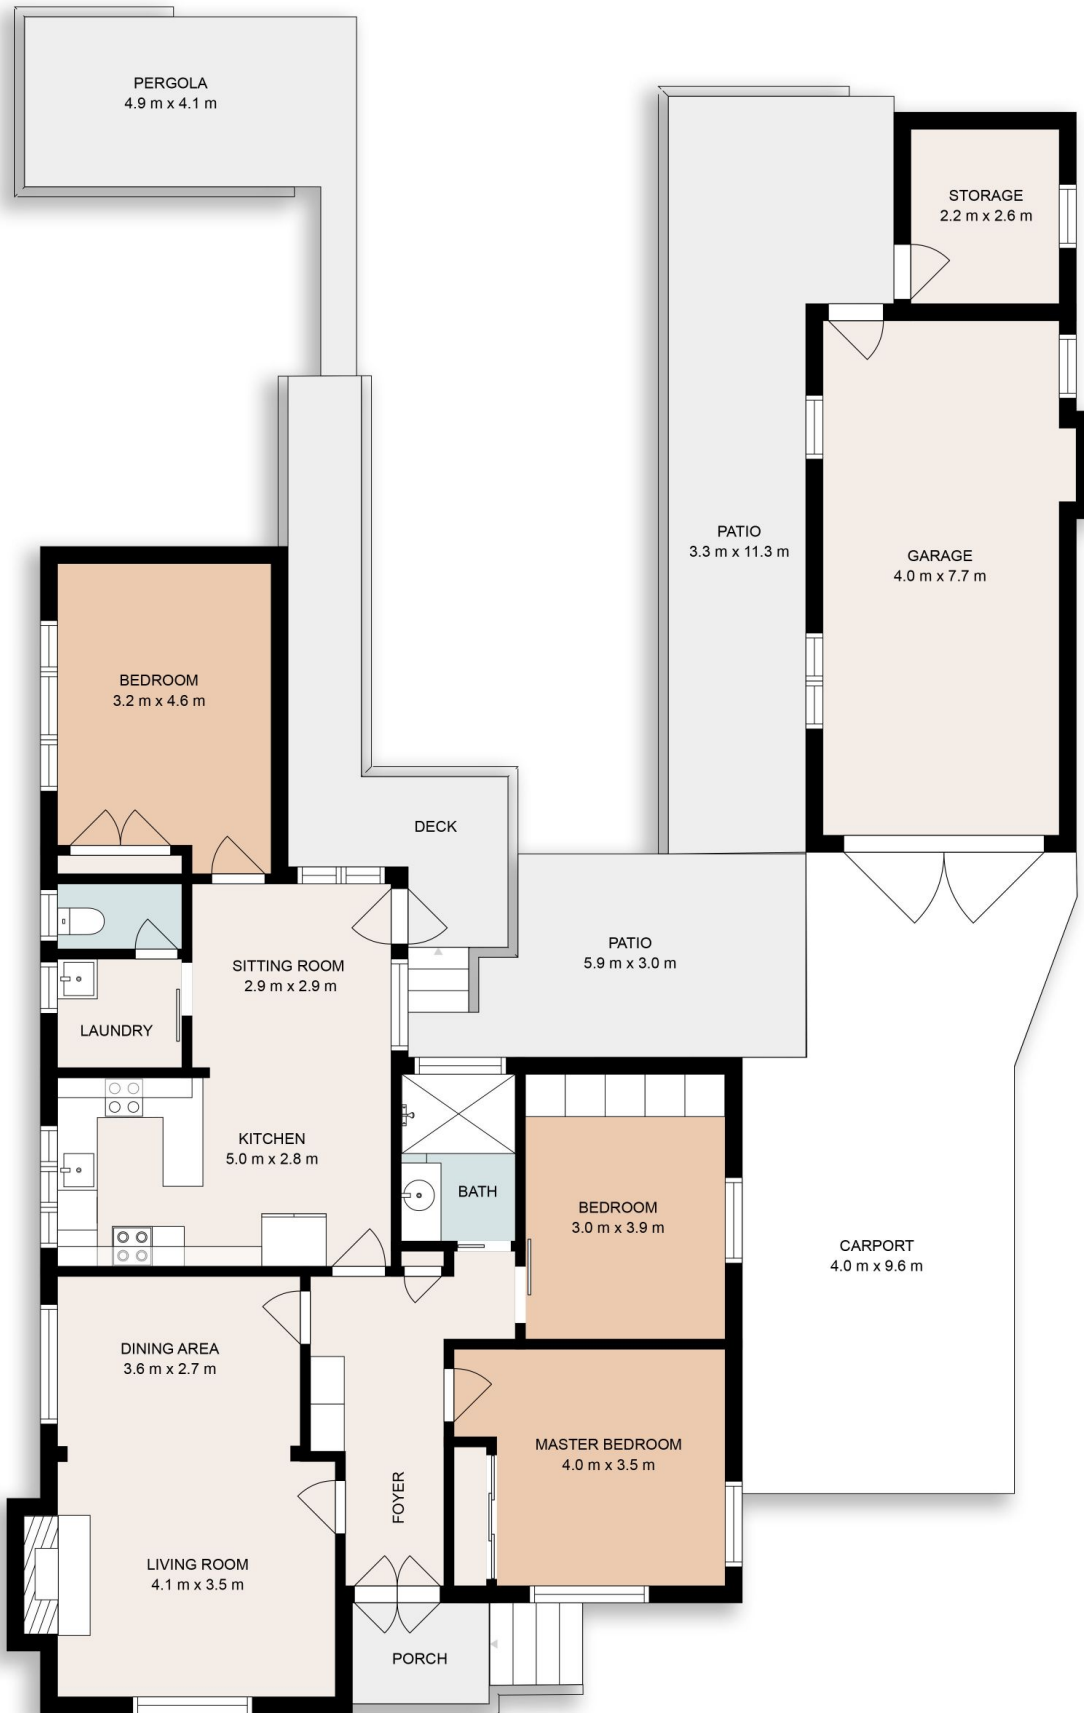 PERGOLA
4.9 m x 4.1 m
STORAGE
2.2 m x 2.6 m
PATIO
3.3 m x 11.3 m
GARAGE
4.0 m x 7.7 m
BEDROOM
3.2 m x 4.6 m
DECK
PATIO
5.9 m x 3.0 m
SITTING ROOM
2.9 m x 2.9 m
LAUNDRY
KITCHEN
5.0 m x 2.8 m
BATH
BEDROOM
3.0 m x 3.9 m
CARPORT
4.0 m x 9.6 m
DINING AREA
3.6 m x 2.7 m
MASTER BEDROOM
4.0 m x 3.5 m
FOYER
LIVING ROOM
4.1 m x 3.5 m
PORCH